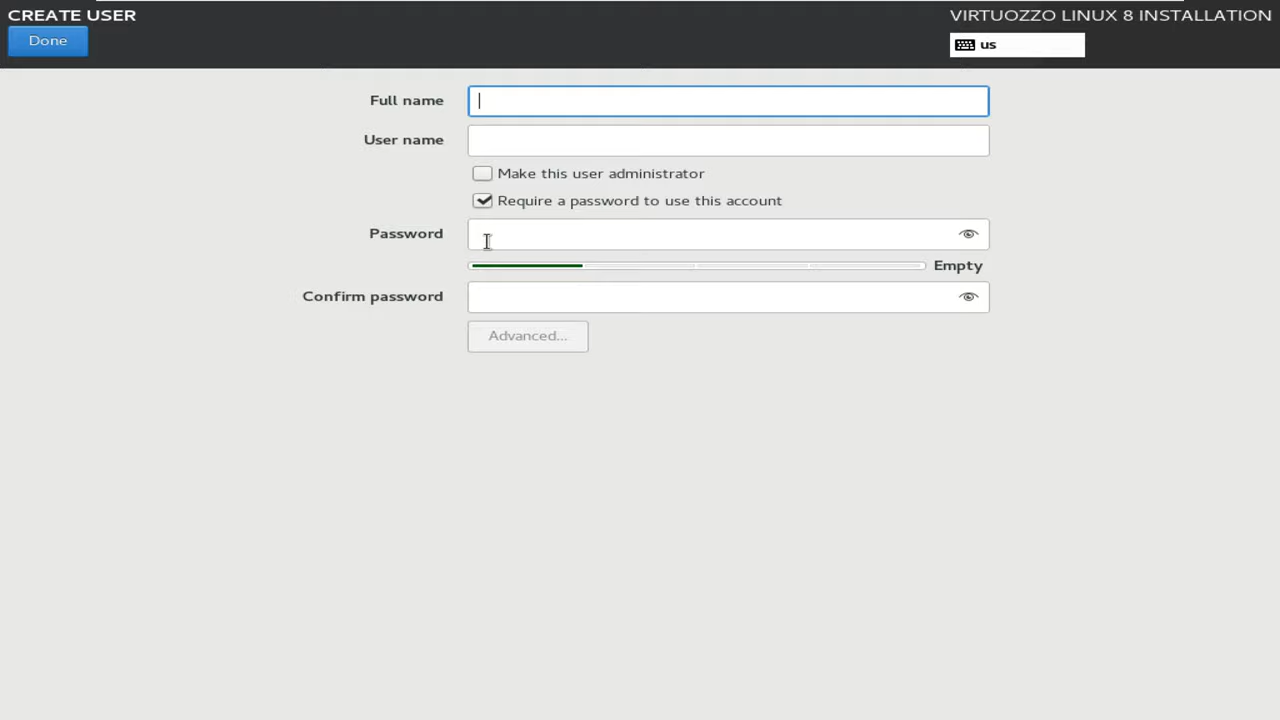 CREATE USER
VIRTUOZZO LINUX 8 INSTALLATION
Done
us
Full name
User name
Make this user administrator
Require a password to use this account
Password
Empty
Confirm password
Advanced...